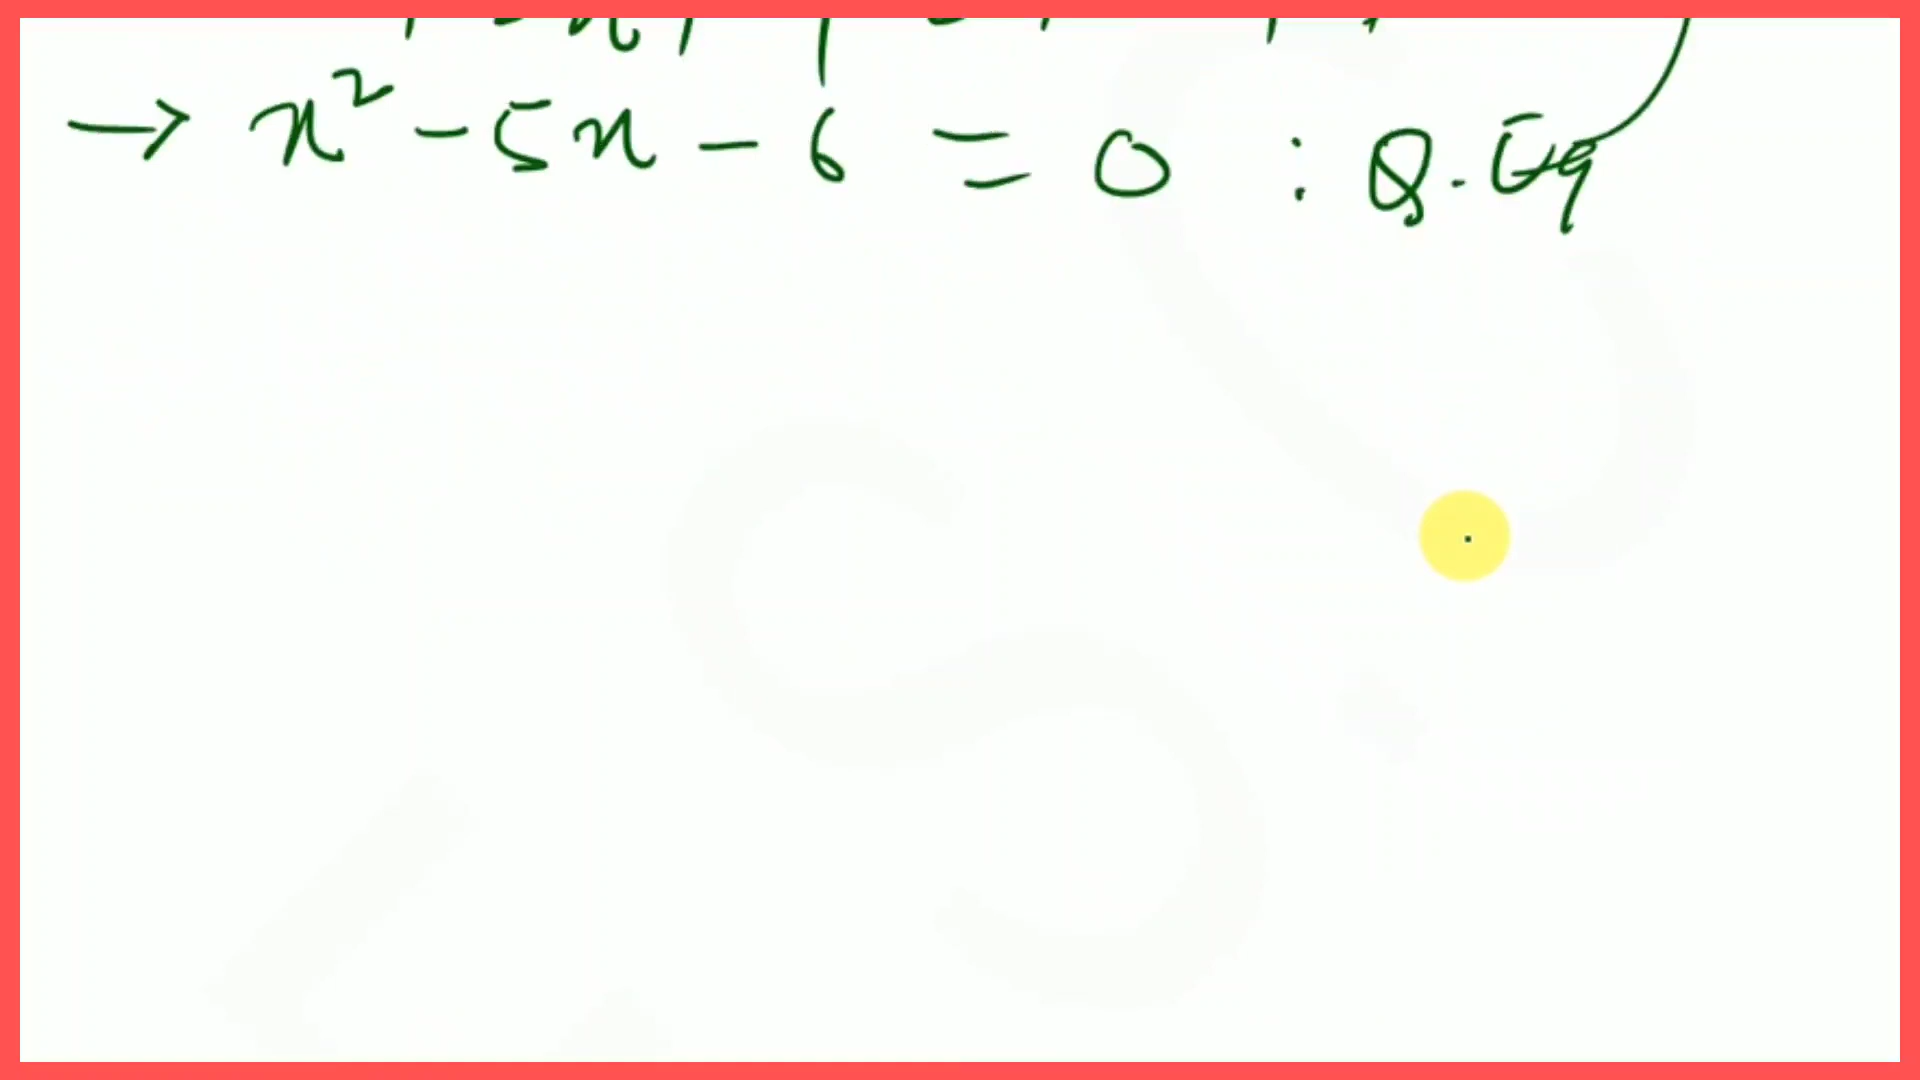 → x² - 5x - 6 = 0 : Q. Eq